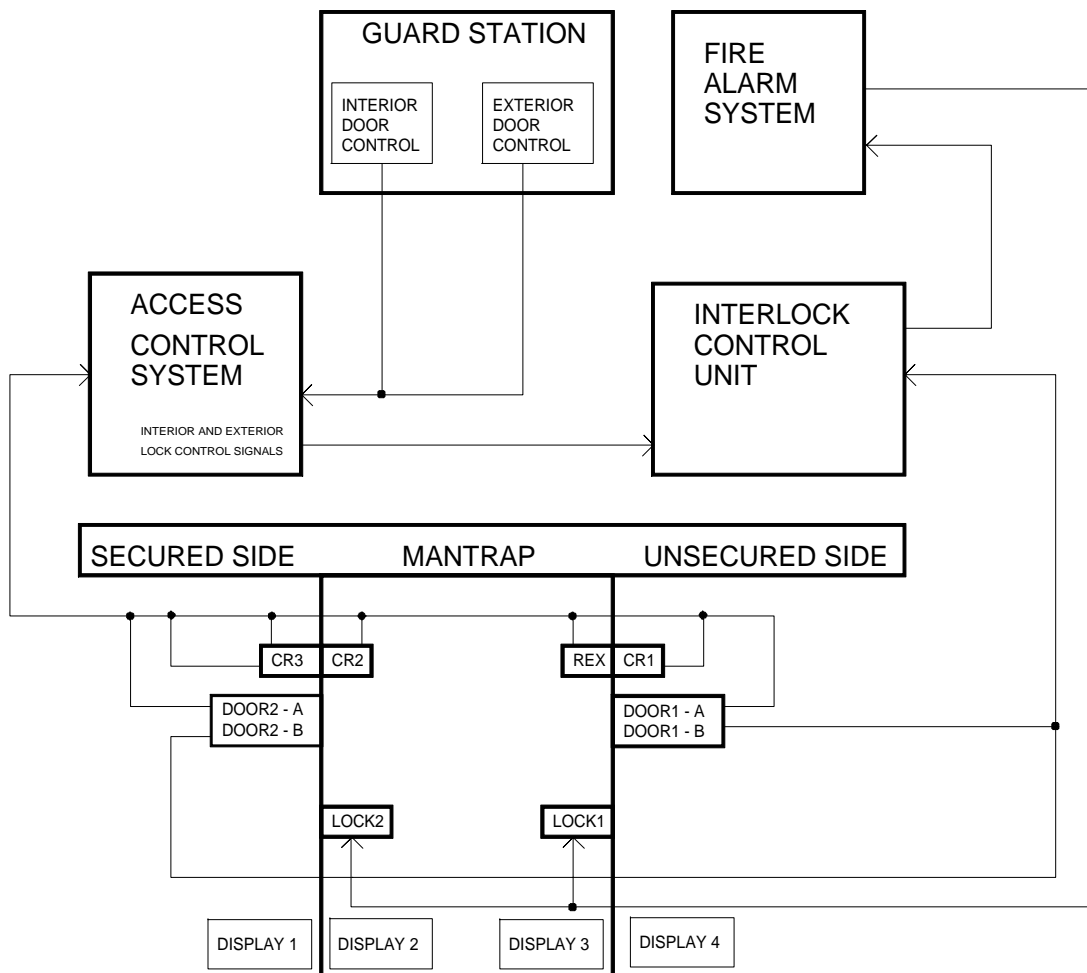 GUARD STATION
INTERIOR
DOOR
CONTROL
EXTERIOR
DOOR
CONTROL
FIRE
ALARM
SYSTEM
ACCESS
CONTROL
SYSTEM
INTERIOR AND EXTERIOR
LOCK CONTROL SIGNALS
INTERLOCK
CONTROL
UNIT
SECURED SIDE
MANTRAP
UNSECURED SIDE
CR3
CR2
REX
CR1
DOOR2 - A
DOOR2 - B
DOOR1 - A
DOOR1 - B
LOCK2
LOCK1
DISPLAY 1
DISPLAY 2
DISPLAY 3
DISPLAY 4